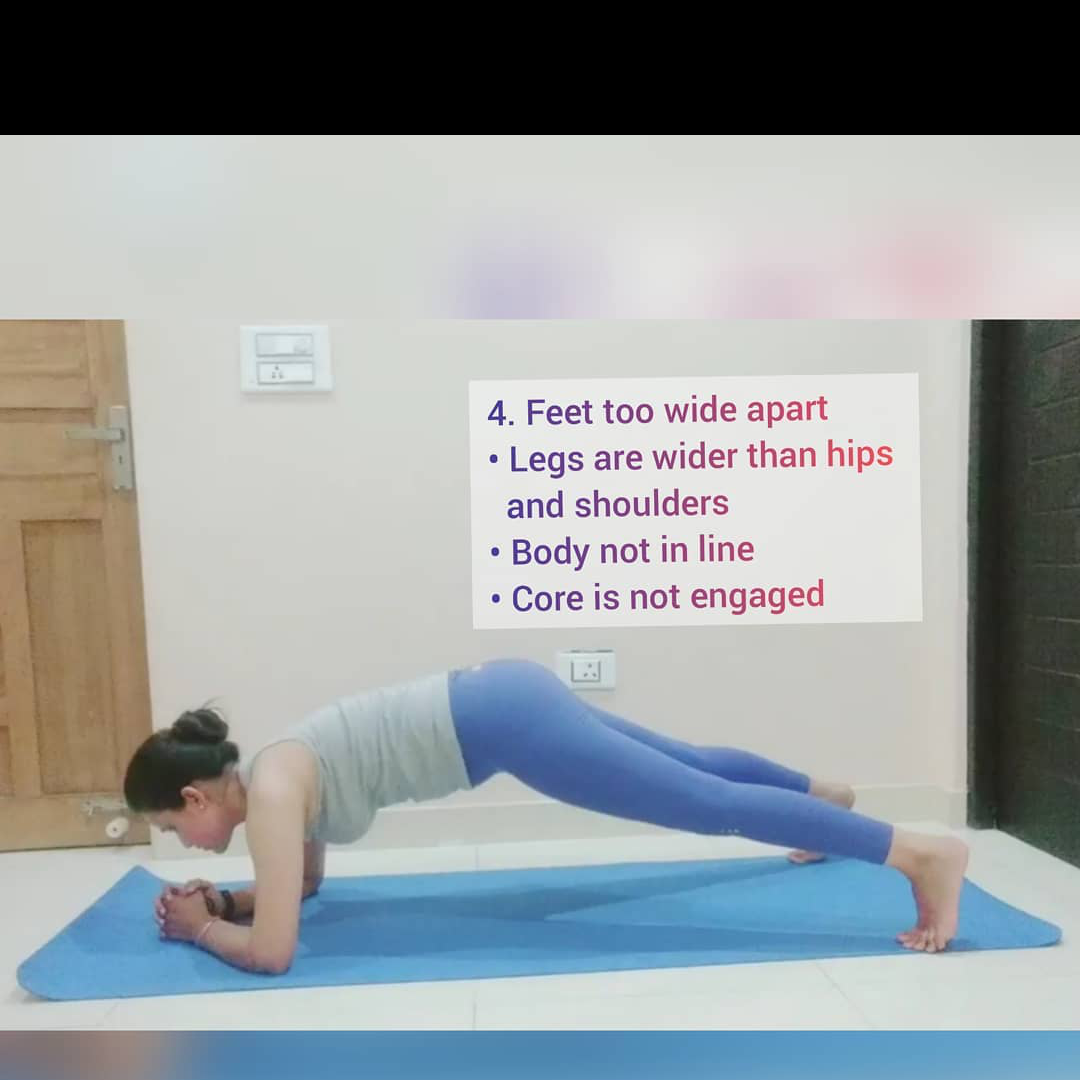 4. Feet too wide apart
• Legs are wider than hips
and shoulders
• Body not in line
• Core is not engaged